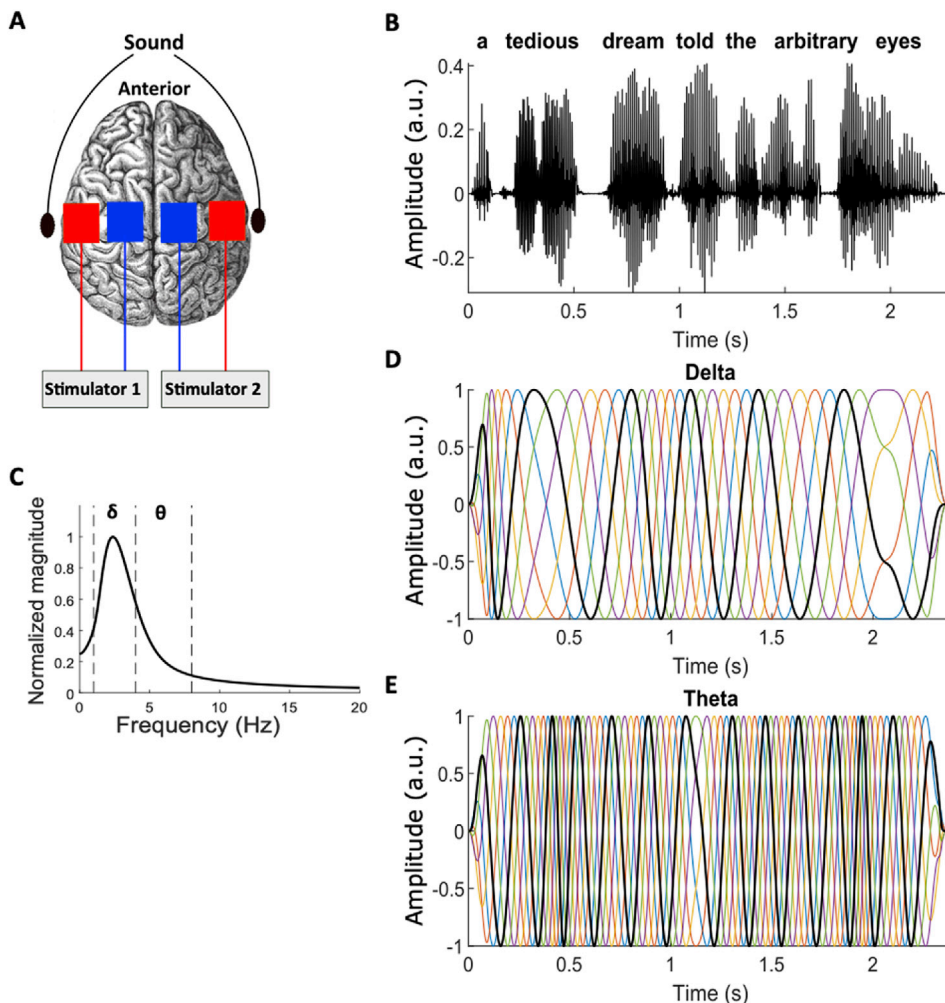 A
Sound
Anterior
Stimulator 1
Stimulator 2
B
a tedious dream told the arbitrary eyes
Amplitude (a.u.)
0.4
0.2
0
-0.2
0
0.5
1
1.5
2
Time (s)
C
δ
θ
Normalized magnitude
1
0.8
0.6
0.4
0.2
0
0
5
10
15
20
Frequency (Hz)
D
Delta
Amplitude (a.u.)
1
0.5
0
-0.5
-1
0
0.5
1
1.5
2
Time (s)
E
Theta
Amplitude (a.u.)
1
0.5
0
-0.5
-1
0
0.5
1
1.5
2
Time (s)